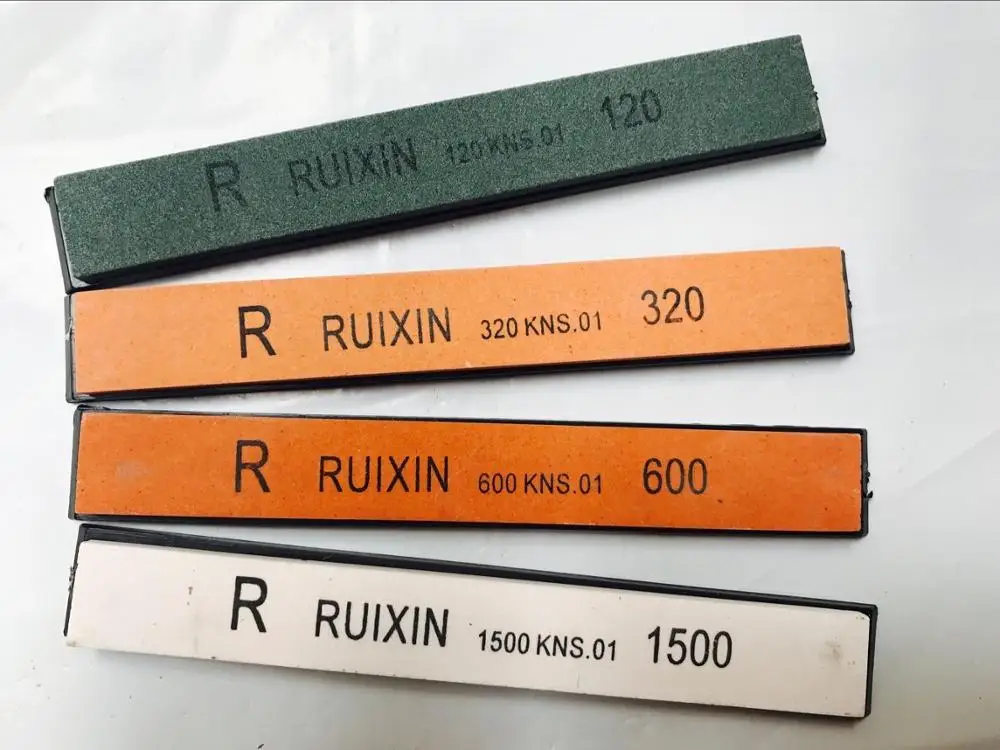 R RUIXIN 120 KNS.01 120
R RUIXIN 320 KNS.01 320
R RUIXIN 600 KNS.01 600
R RUIXIN 1500 KNS.01 1500